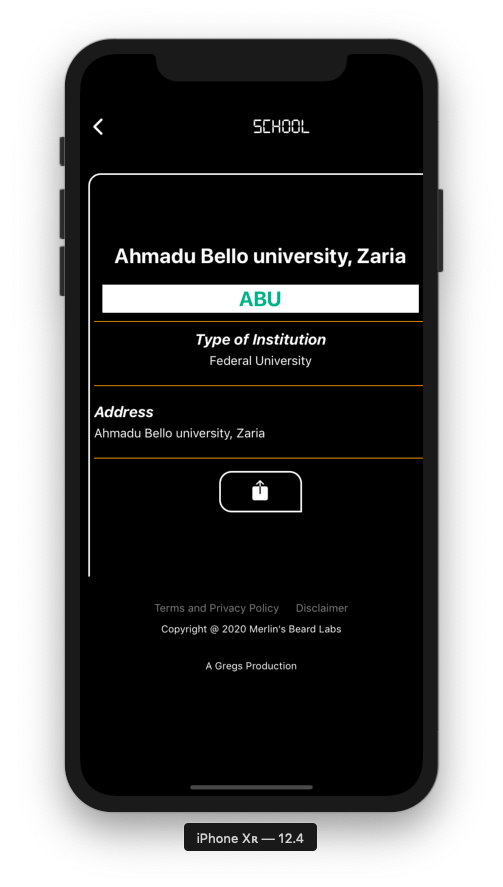 SCHOOL
Ahmadu Bello university, Zaria
ABU
Type of Institution
Federal University
Address
Ahmadu Bello university, Zaria
Terms and Privacy Policy Disclaimer
Copyright @ 2020 Merlin's Beard Labs
A Gregs Production
iPhone Xʀ — 12.4